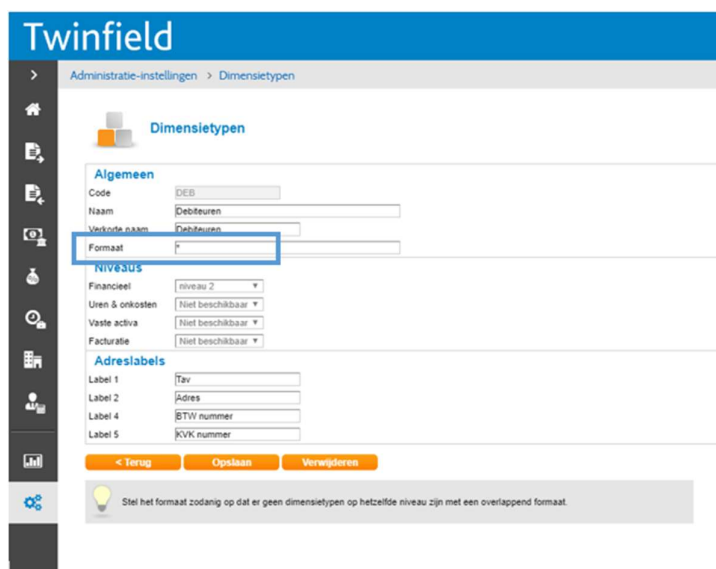 Twinfield
Administratie-instellingen > Dimensietypen
Dimensietypen
Algemeen
Code DEB
Naam Debiteuren
Verkorte naam Debiteuren
Formaat *
Niveaus
Financieel niveau 2
Uren & onkosten Niet beschikbaar
Vaste activa Niet beschikbaar
Facturatie Niet beschikbaar
Adreslabels
Label 1 Tav
Label 2 Adres
Label 4 BTW nummer
Label 5 KVK nummer
< Terug Opslaan Verwijderen
Stel het formaat zodanig op dat er geen dimensietypen op hetzelfde niveau zijn met een overlappend formaat.